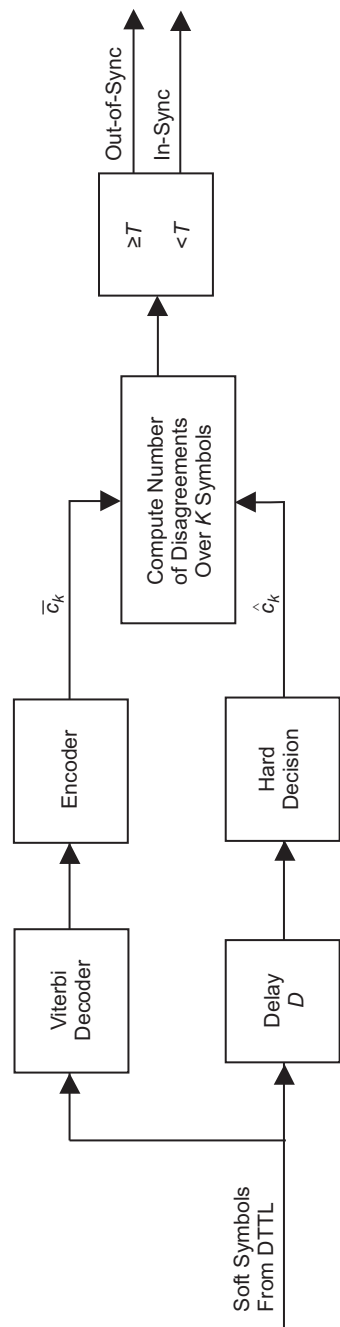 Soft Symbols
From DTTL
Viterbi
Decoder
Encoder
c̅ₖ
Delay
D
Hard
Decision
ĉₖ
Compute Number
of Disagreements
Over K Symbols
≥T
<T
Out-of-Sync
In-Sync